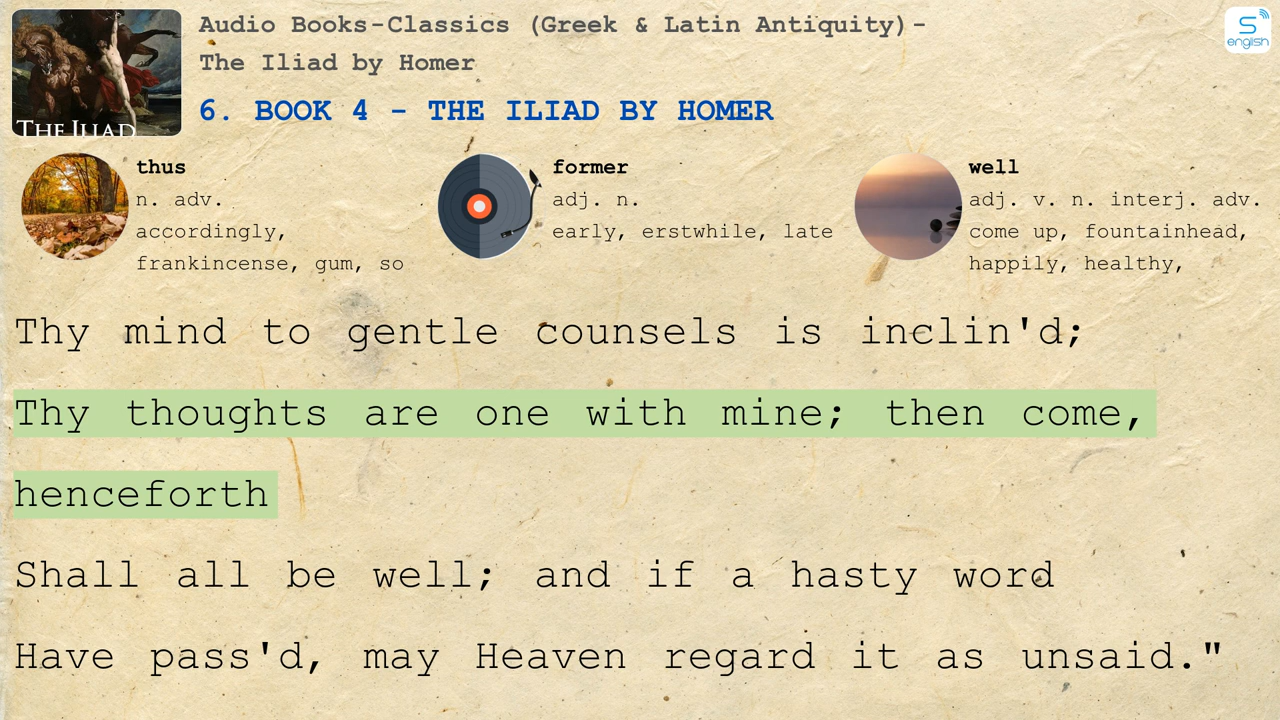 Audio Books-Classics (Greek & Latin Antiquity)-
The Iliad by Homer
6. BOOK 4 - THE ILIAD BY HOMER
THE ILIAD
S
english
thus
n. adv.
accordingly,
frankincense, gum, so
former
adj. n.
early, erstwhile, late
well
adj. v. n. interj. adv.
come up, fountainhead,
happily, healthy,
Thy mind to gentle counsels is inclin'd;
Thy thoughts are one with mine; then come,
henceforth
Shall all be well; and if a hasty word
Have pass'd, may Heaven regard it as unsaid."